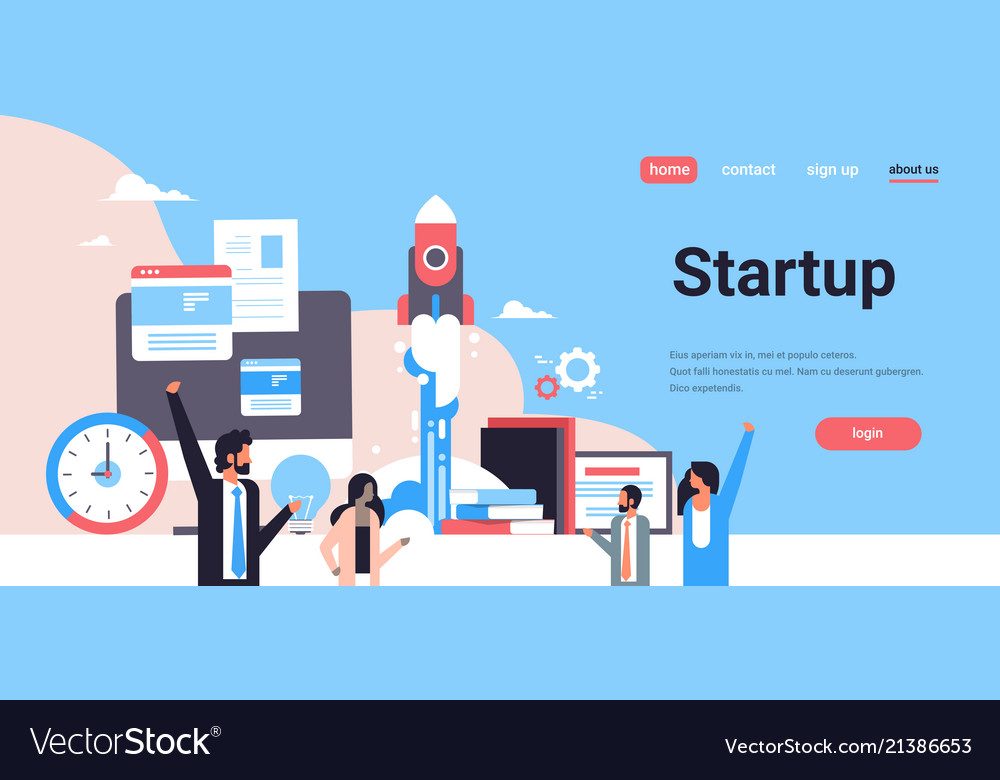 home contact sign up about us
Startup
Eius aperiam vix in, mei et populo ceteros.
Quot falli honestatis cu mel. Nam cu deserunt gubergren.
Dico expetendis.
login
VectorStock®
VectorStock.com/21386653